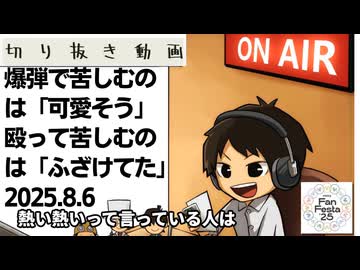 切り抜き動画
ON AIR
爆弾で苦しむの
は「可愛そう」
殴って苦しむの
は「ふざけてた」
2025.8.6
熱い熱いって言っている人は
Fan
Festa
'25